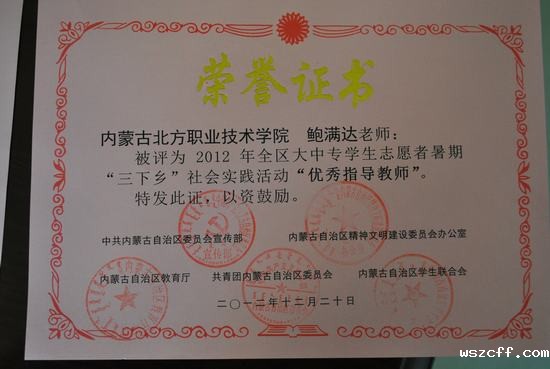 荣誉证书
内蒙古北方职业技术学院 鲍满达老师：
被评为 2012 年全区大中专学生志愿者暑期
“三下乡”社会实践活动“优秀指导教师”。
特发此证，以资鼓励。
中共内蒙古自治区委员会宣传部 内蒙古自治区精神文明建设委员会办公室
内蒙古自治区教育厅 共青团内蒙古自治区委员会 内蒙古自治区学生联合会
宣传部
二〇一二年十二月二十日
www.wszcff.com